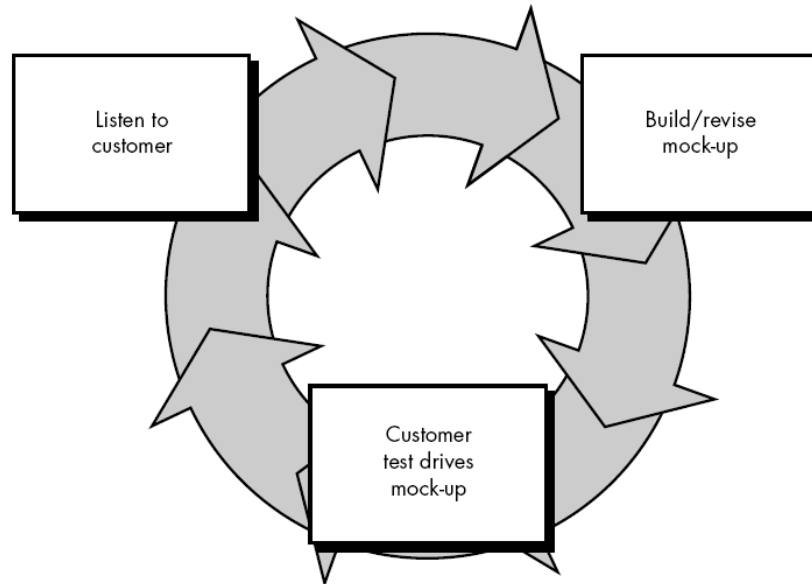 Listen to
customer
Build/revise
mock-up
Customer
test drives
mock-up